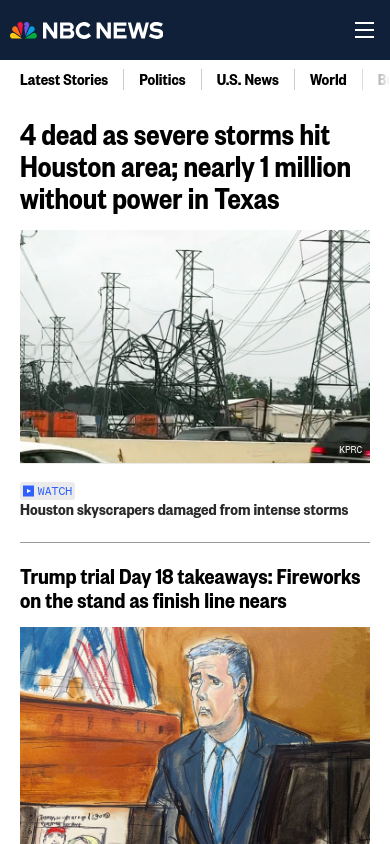 NBC NEWS
Latest Stories
Politics
U.S. News
World
4 dead as severe storms hit
Houston area; nearly 1 million
without power in Texas
KPRC
WATCH
Houston skyscrapers damaged from intense storms
Trump trial Day 18 takeaways: Fireworks
on the stand as finish line nears